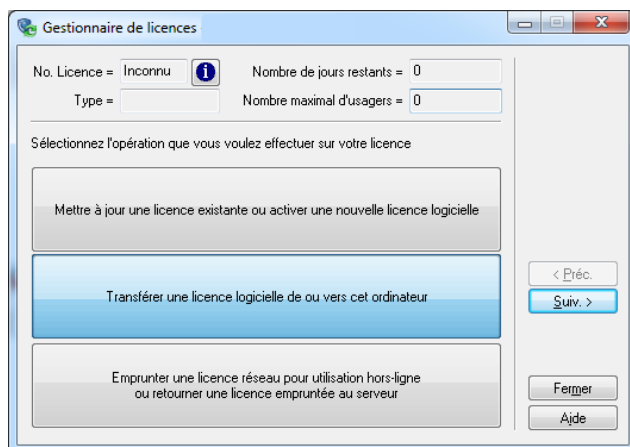 Gestionnaire de licences
No. Licence = Inconnu
Nombre de jours restants = 0
Type =
Nombre maximal d'usagers = 0
Sélectionnez l'opération que vous voulez effectuer sur votre licence
Mettre à jour une licence existante ou activer une nouvelle licence logicielle
Transférer une licence logicielle de ou vers cet ordinateur
Emprunter une licence réseau pour utilisation hors-ligne
ou retourner une licence empruntée au serveur
< Préc.
Suiv. >
Fermer
Aide